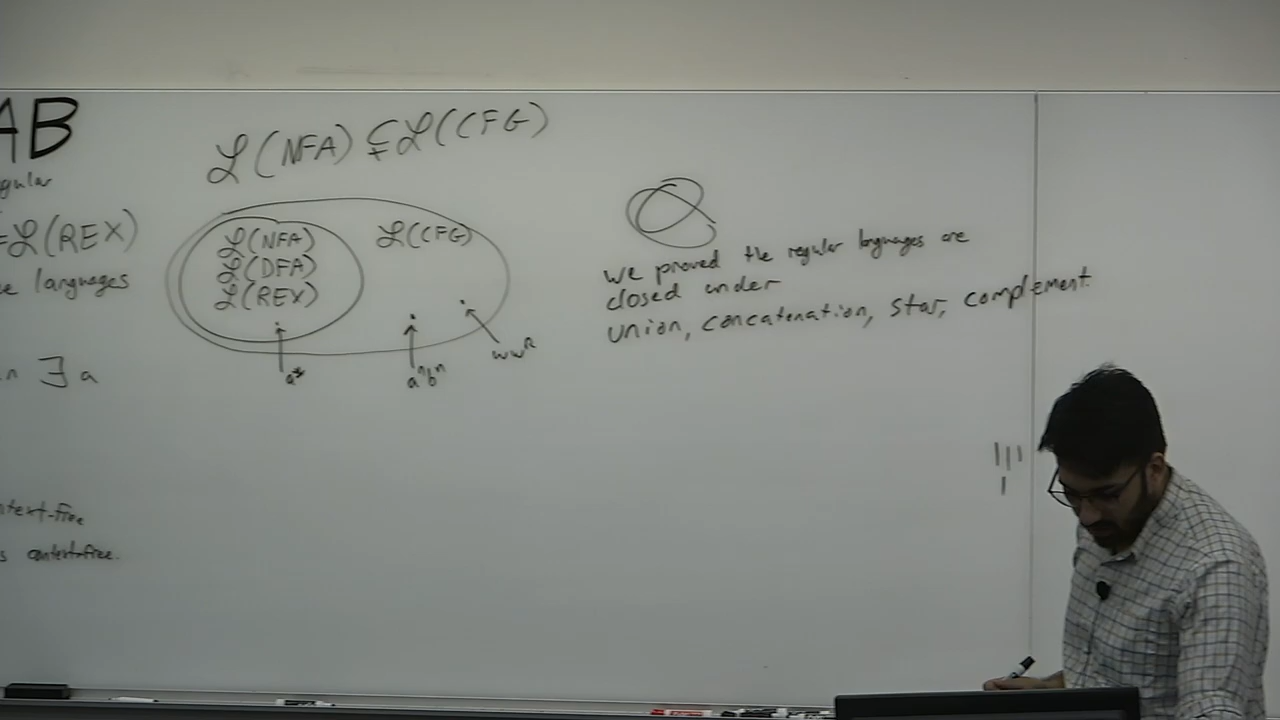 AB
gular
=ℒ(REX)
e languages
n ∃ a
ntext-free
s context-free.
ℒ(NFA) ⊊ ℒ(CFG)
ℒ(NFA)
ℒ(DFA)
ℒ(REX)
ℒ(CFG)
a*
aⁿbⁿ
wwᴿ
we proved the regular languages are
closed under
union, concatenation, star, complement.